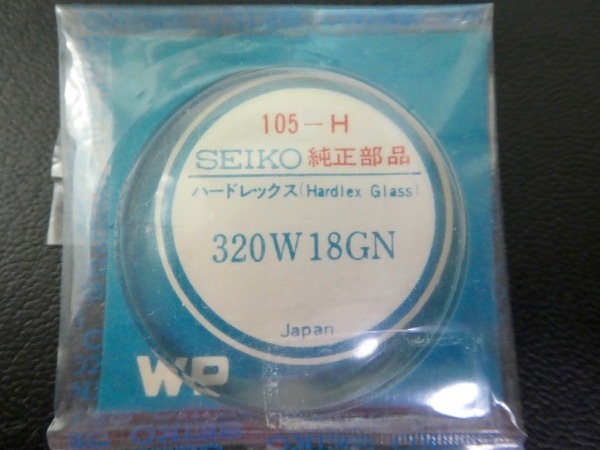 105-H
SEIKO 純正部品
ハードレックス(Hardlex Glass)
320W18GN
Japan
WP